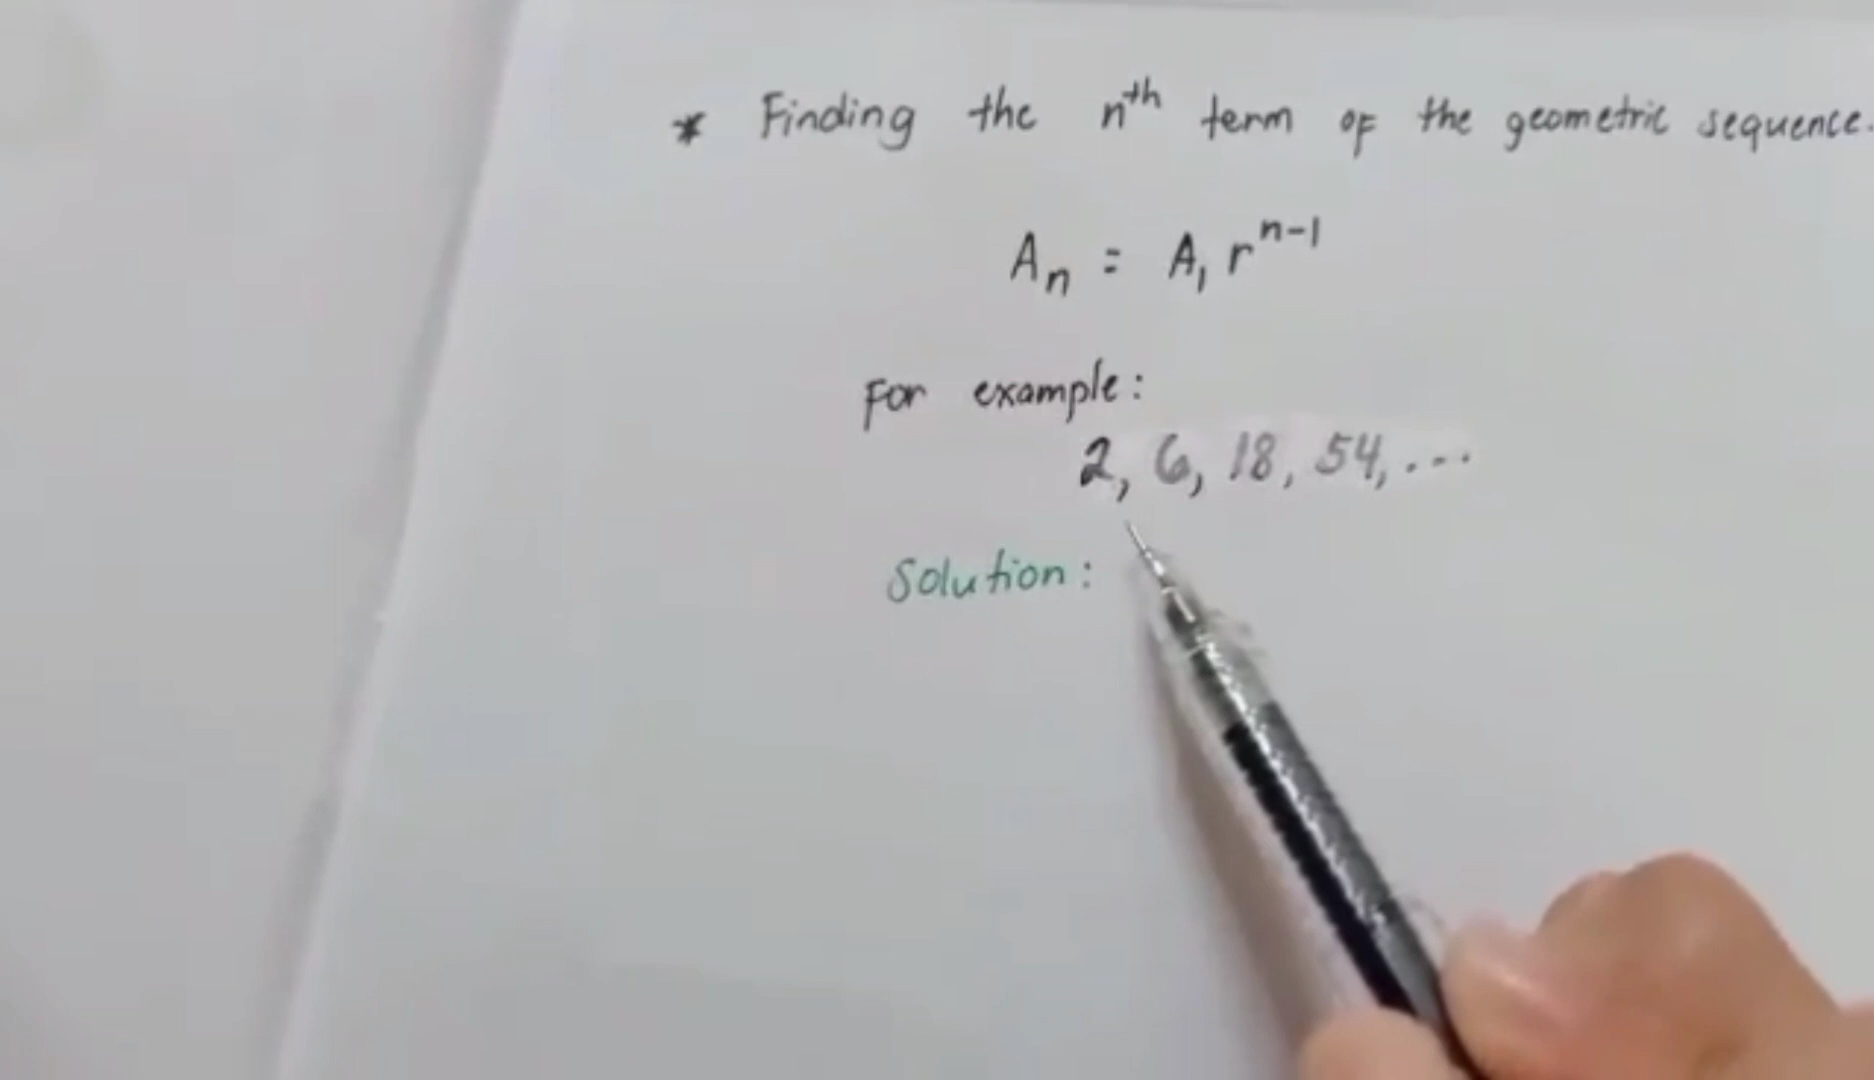 * Finding the nth term of the geometric sequence.
An = A1 r^n-1
For example:
2, 6, 18, 54, ...
Solution: